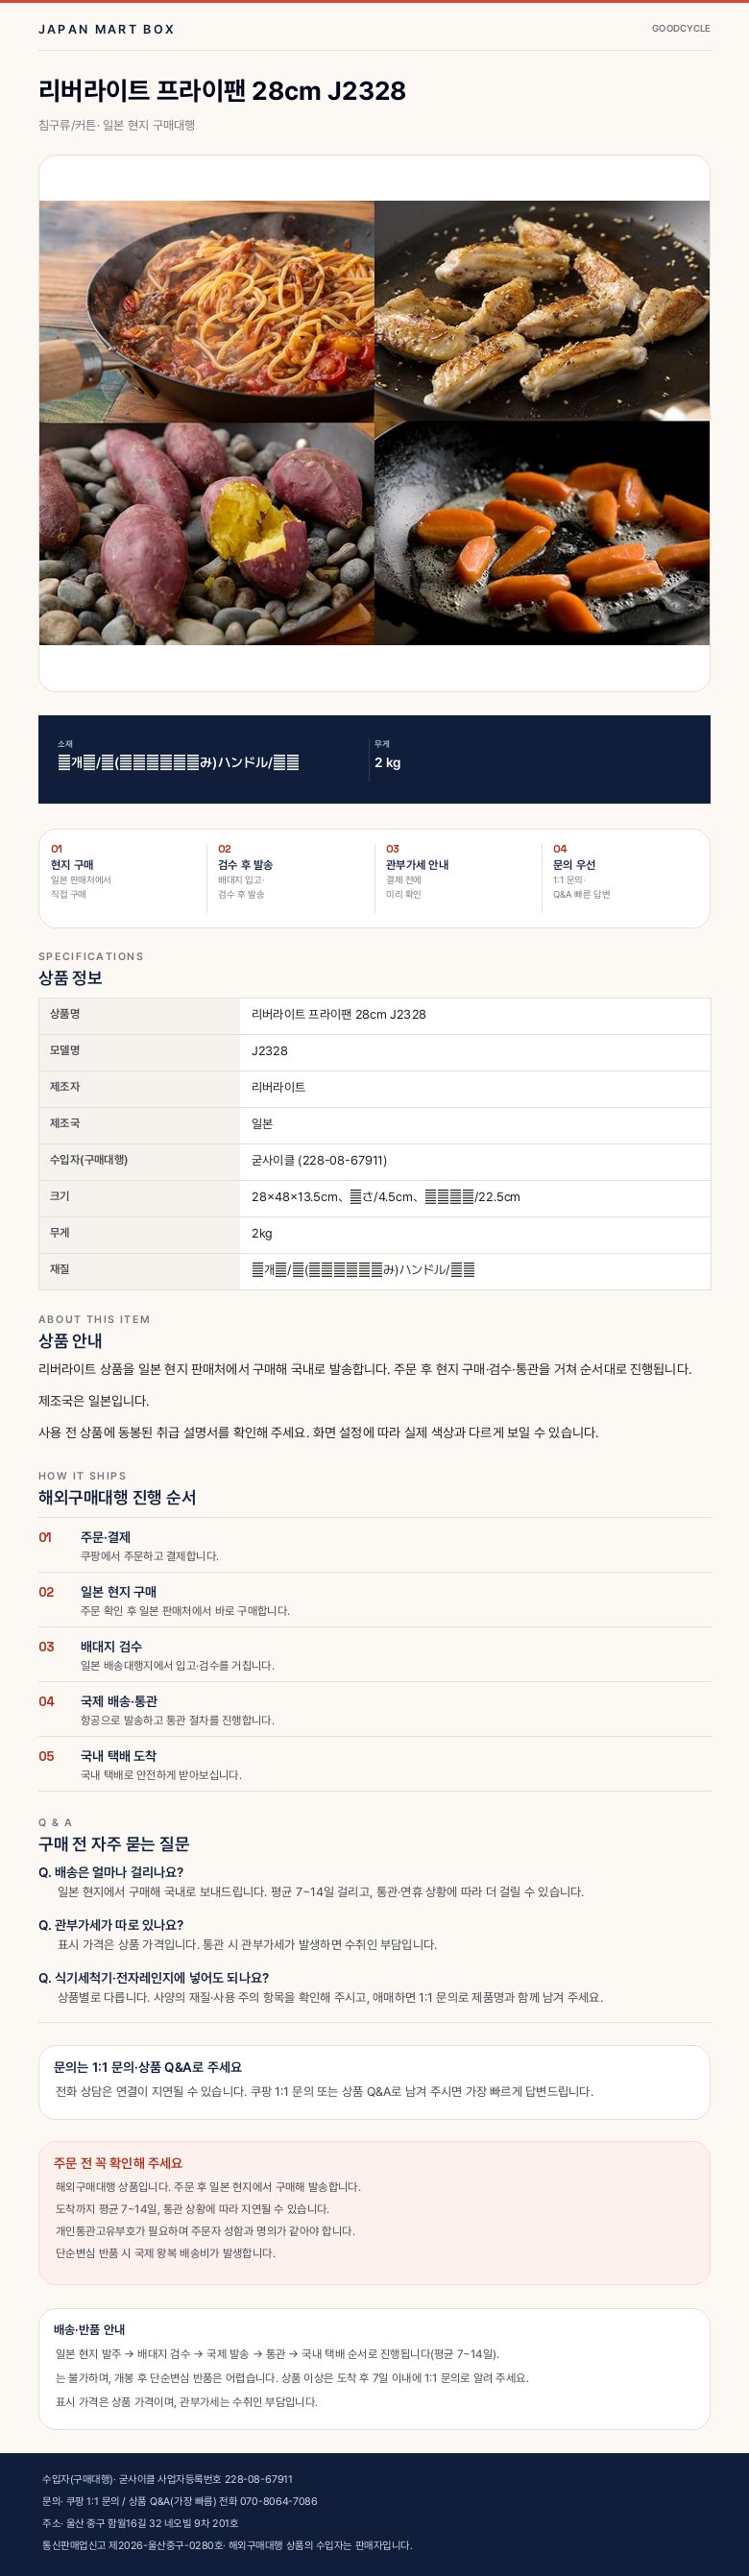 JAPAN MART BOX
GOODCYCLE
리버라이트 프라이팬 28cm J2328
침구류/커튼· 일본 현지 구매대행
소재
개/(み)ハンドル/
무게
2 kg
01
현지 구매
일본 판매처에서
직접 구매
02
검수 후 발송
배대지 입고·
검수 후 발송
03
관부가세 안내
결제 전에
미리 확인
04
문의 우선
1:1 문의·
Q&A 빠른 답변
SPECIFICATIONS
상품 정보
상품명 리버라이트 프라이팬 28cm J2328
모델명 J2328
제조자 리버라이트
제조국 일본
수입자(구매대행) 굳사이클 (228-08-67911)
크기 28×48×13.5cm、さ/4.5cm、/22.5cm
무게 2kg
재질 개/(み)ハンドル/
ABOUT THIS ITEM
상품 안내
리버라이트 상품을 일본 현지 판매처에서 구매해 국내로 발송합니다. 주문 후 현지 구매·검수·통관을 거쳐 순서대로 진행됩니다.
제조국은 일본입니다.
사용 전 상품에 동봉된 취급 설명서를 확인해 주세요. 화면 설정에 따라 실제 색상과 다르게 보일 수 있습니다.
HOW IT SHIPS
해외구매대행 진행 순서
01 주문·결제
쿠팡에서 주문하고 결제합니다.
02 일본 현지 구매
주문 확인 후 일본 판매처에서 바로 구매합니다.
03 배대지 검수
일본 배송대행지에서 입고·검수를 거칩니다.
04 국제 배송·통관
항공으로 발송하고 통관 절차를 진행합니다.
05 국내 택배 도착
국내 택배로 안전하게 받아보십니다.
Q & A
구매 전 자주 묻는 질문
Q. 배송은 얼마나 걸리나요?
일본 현지에서 구매해 국내로 보내드립니다. 평균 7~14일 걸리고, 통관·연휴 상황에 따라 더 걸릴 수 있습니다.
Q. 관부가세가 따로 있나요?
표시 가격은 상품 가격입니다. 통관 시 관부가세가 발생하면 수취인 부담입니다.
Q. 식기세척기·전자레인지에 넣어도 되나요?
상품별로 다릅니다. 사양의 재질·사용 주의 항목을 확인해 주시고, 애매하면 1:1 문의로 제품명과 함께 남겨 주세요.
문의는 1:1 문의·상품 Q&A로 주세요
전화 상담은 연결이 지연될 수 있습니다. 쿠팡 1:1 문의 또는 상품 Q&A로 남겨 주시면 가장 빠르게 답변드립니다.
주문 전 꼭 확인해 주세요
해외구매대행 상품입니다. 주문 후 일본 현지에서 구매해 발송합니다.
도착까지 평균 7~14일, 통관 상황에 따라 지연될 수 있습니다.
개인통관고유부호가 필요하며 주문자 성함과 명의가 같아야 합니다.
단순변심 반품 시 국제 왕복 배송비가 발생합니다.
배송·반품 안내
일본 현지 발주 → 배대지 검수 → 국제 발송 → 통관 → 국내 택배 순서로 진행됩니다(평균 7~14일).
는 불가하며, 개봉 후 단순변심 반품은 어렵습니다. 상품 이상은 도착 후 7일 이내에 1:1 문의로 알려 주세요.
표시 가격은 상품 가격이며, 관부가세는 수취인 부담입니다.
수입자(구매대행)· 굳사이클 사업자등록번호 228-08-67911
문의· 쿠팡 1:1 문의 / 상품 Q&A(가장 빠름) 전화 070-8064-7086
주소· 울산 중구 함월16길 32 네오빌 9차 201호
통신판매업신고 제2026-울산중구-0280호· 해외구매대행 상품의 수입자는 판매자입니다.